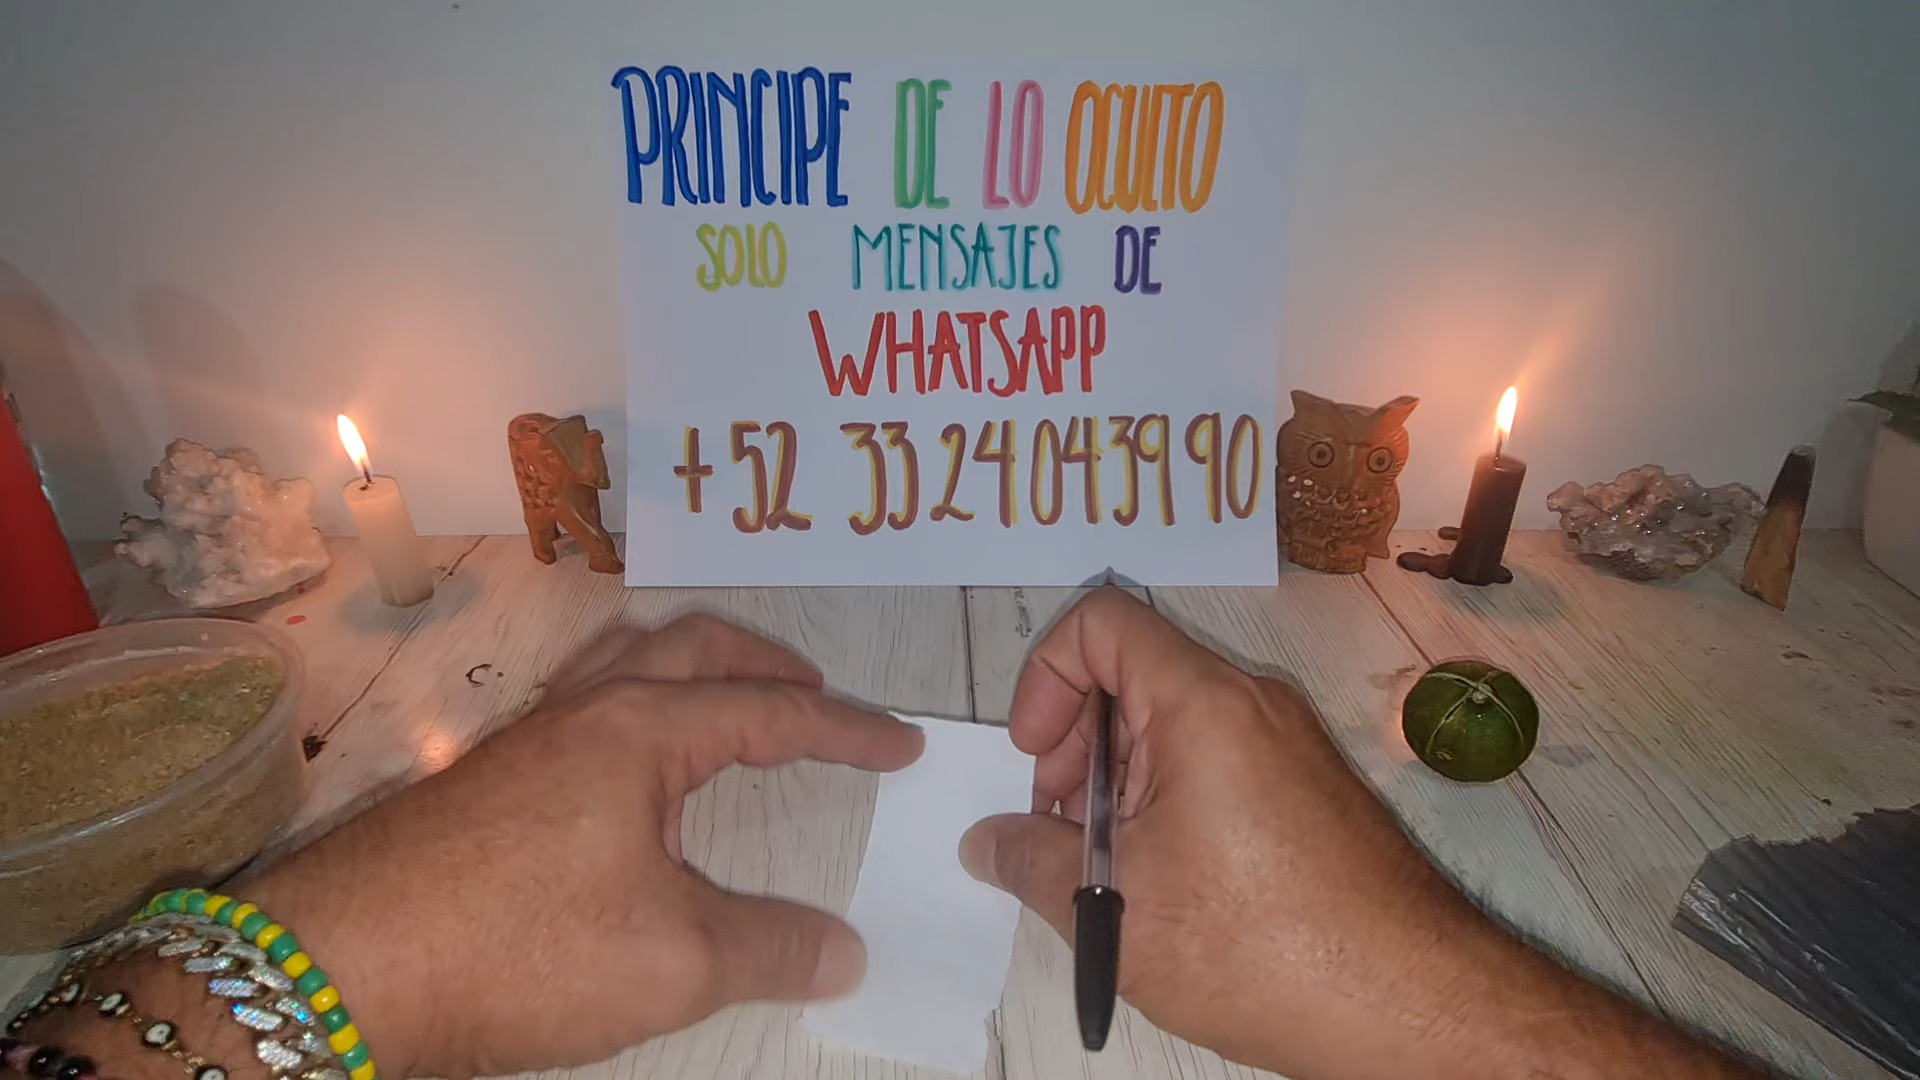 PRINCIPE DE LO OCULTO
SOLO MENSAJES DE
WHATSAPP
+52 33 24 04 39 90